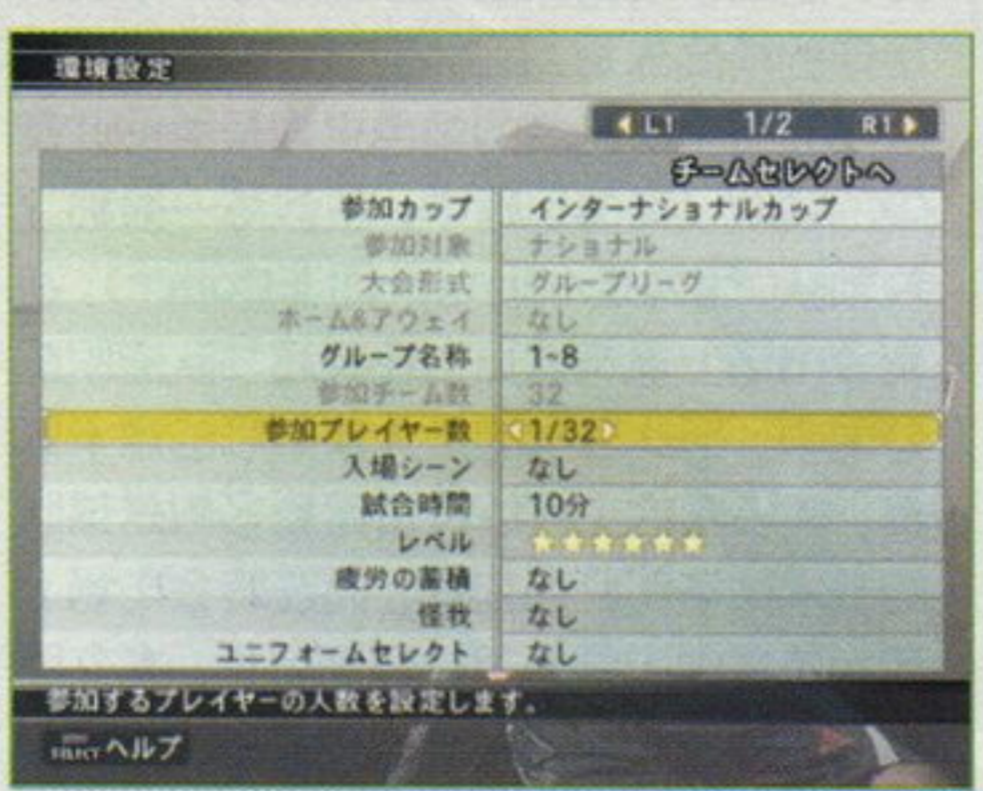 環境設定
L1 1/2 R1
チームセレクトへ
参加カップ インターナショナルカップ
参加対象 ナショナル
大会形式 グループリーグ
ホーム&アウェイ なし
グループ名称 1~8
参加チーム数 32
参加プレイヤー数 1/32
入場シーン なし
試合時間 10分
レベル ★★★★★★
疲労の蓄積 なし
怪我 なし
ユニフォームセレクト なし
参加するプレイヤーの人数を設定します。
SELECT ヘルプ